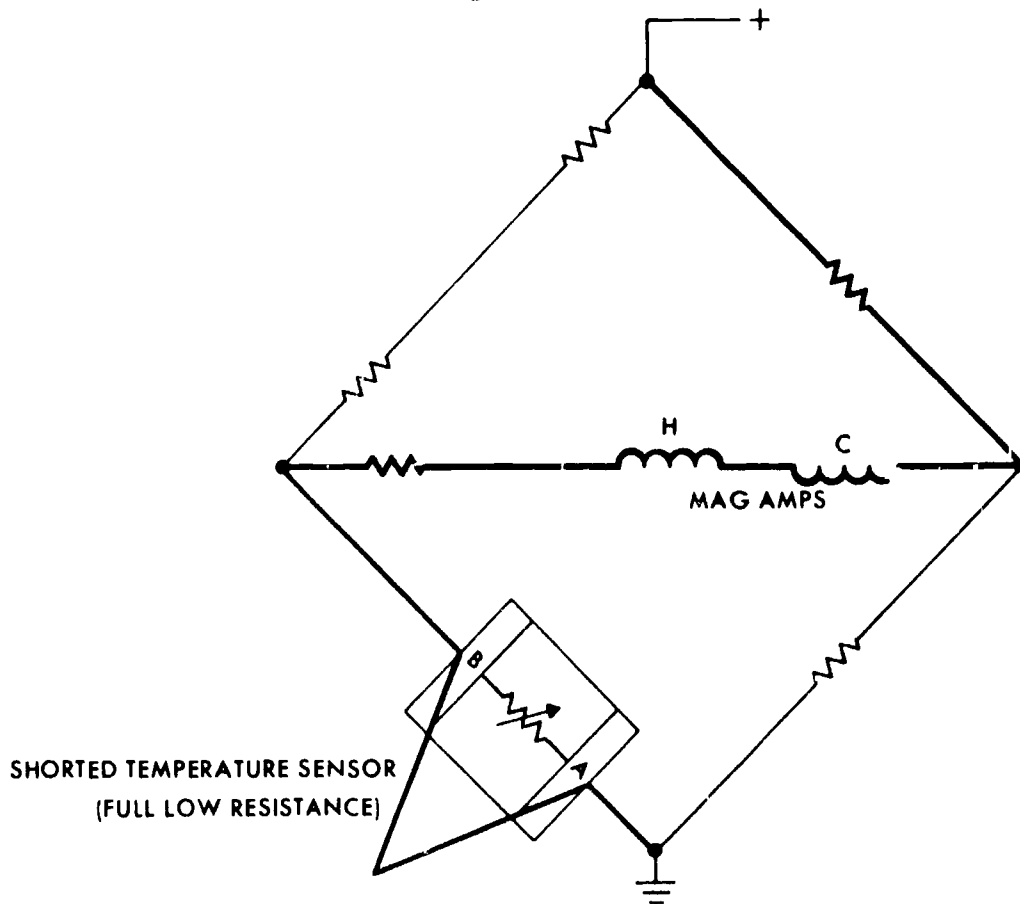 +
H
C
MAG AMPS
B
A
SHORTED TEMPERATURE SENSOR
(FULL LOW RESISTANCE)